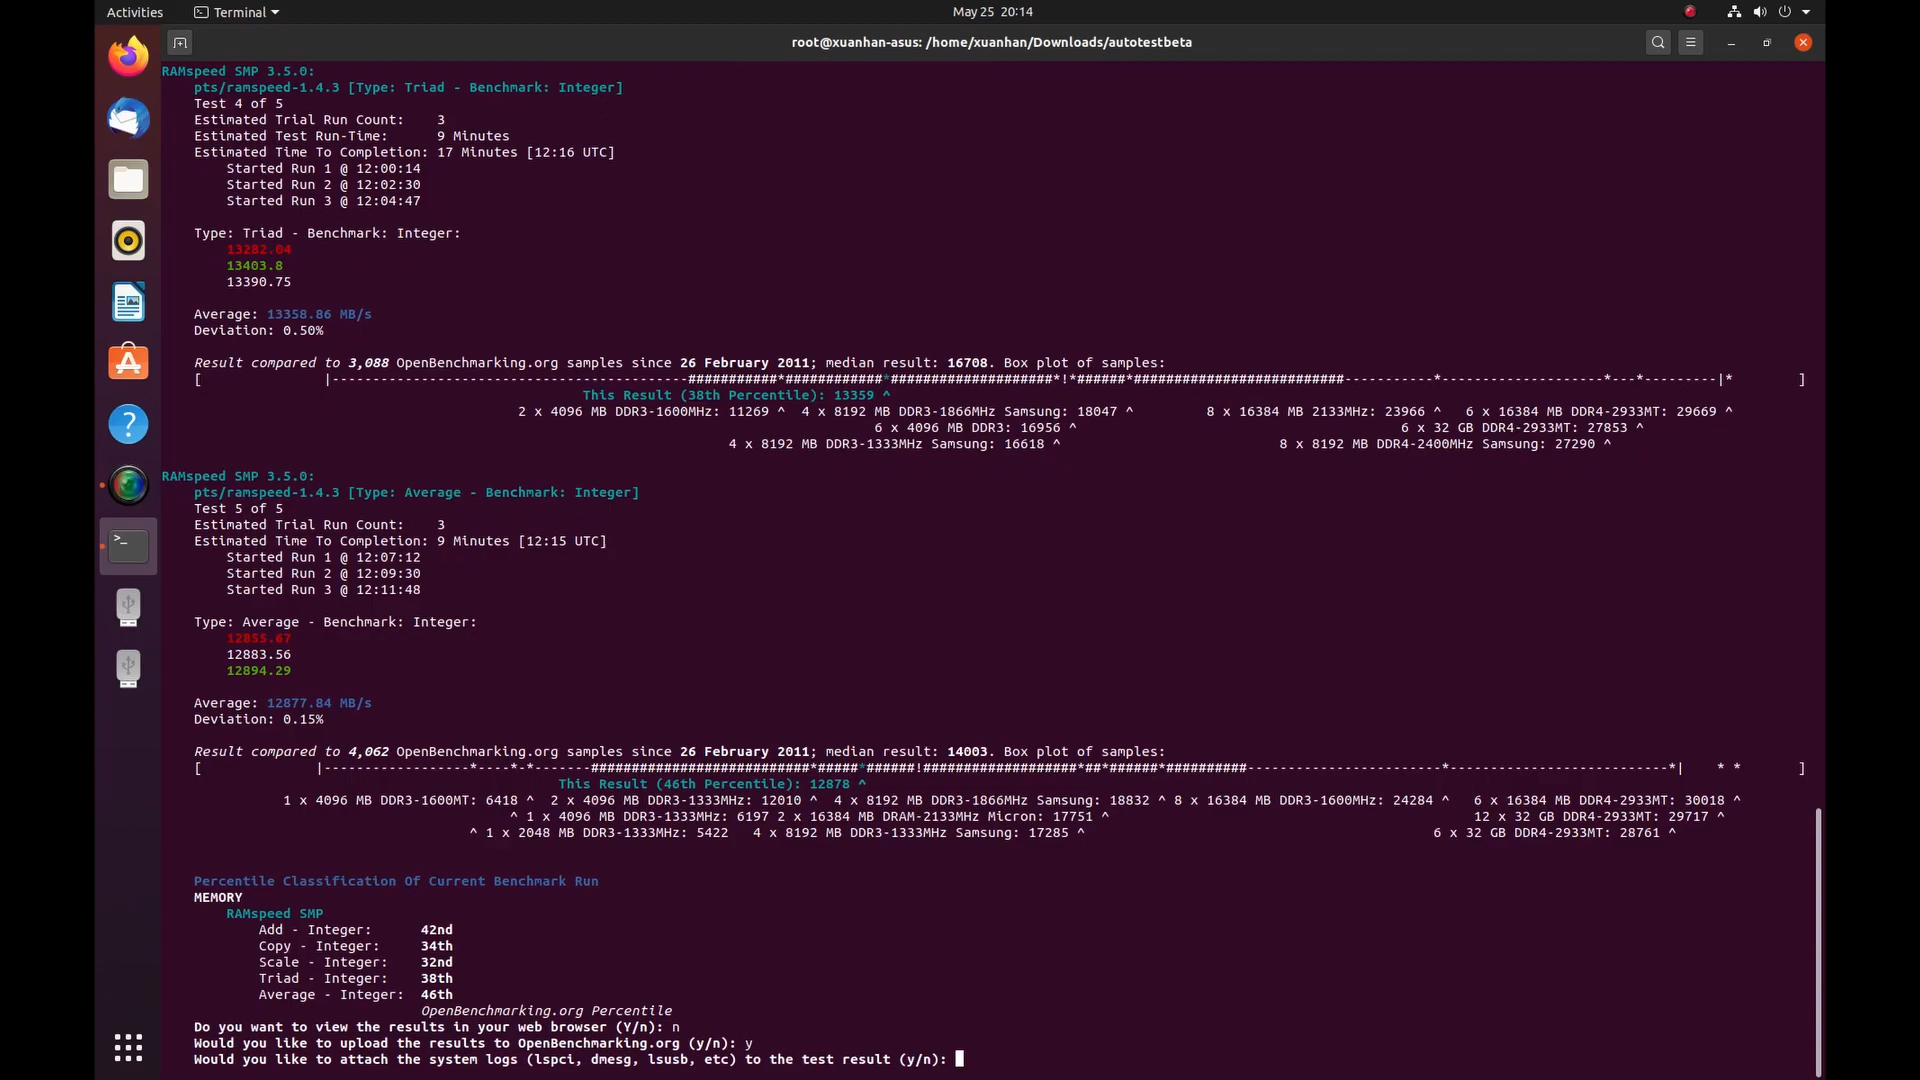 Activities
Terminal
May 25 20:14
root@xuanhan-asus: /home/xuanhan/Downloads/autotestbeta
RAMspeed SMP 3.5.0:
pts/ramspeed-1.4.3 [Type: Triad - Benchmark: Integer]
Test 4 of 5
Estimated Trial Run Count: 3
Estimated Test Run-Time: 9 Minutes
Estimated Time To Completion: 17 Minutes [12:16 UTC]
Started Run 1 @ 12:00:14
Started Run 2 @ 12:02:30
Started Run 3 @ 12:04:47
Type: Triad - Benchmark: Integer:
13282.04
13403.8
13390.75
Average: 13358.86 MB/s
Deviation: 0.50%
Result compared to 3,088 OpenBenchmarking.org samples since 26 February 2011; median result: 16708. Box plot of samples:
[ |--------------------------------------------###########*############*####################*!*######*##########################-----------*--------------------*---*---------|* ]
This Result (38th Percentile): 13359 ^
2 x 4096 MB DDR3-1600MHz: 11269 ^ 4 x 8192 MB DDR3-1866MHz Samsung: 18047 ^ 8 x 16384 MB 2133MHz: 23966 ^ 6 x 16384 MB DDR4-2933MT: 29669 ^
6 x 4096 MB DDR3: 16956 ^ 6 x 32 GB DDR4-2933MT: 27853 ^
4 x 8192 MB DDR3-1333MHz Samsung: 16618 ^ 8 x 8192 MB DDR4-2400MHz Samsung: 27290 ^
RAMspeed SMP 3.5.0:
pts/ramspeed-1.4.3 [Type: Average - Benchmark: Integer]
Test 5 of 5
Estimated Trial Run Count: 3
Estimated Time To Completion: 9 Minutes [12:15 UTC]
Started Run 1 @ 12:07:12
Started Run 2 @ 12:09:30
Started Run 3 @ 12:11:48
Type: Average - Benchmark: Integer:
12855.67
12883.56
12894.29
Average: 12877.84 MB/s
Deviation: 0.15%
Result compared to 4,062 OpenBenchmarking.org samples since 26 February 2011; median result: 14003. Box plot of samples:
[ |------------------*----*-*-------###########################*#####*######!###################*##*######*##########------------------------*---------------------------*| * * ]
This Result (46th Percentile): 12878 ^
1 x 4096 MB DDR3-1600MT: 6418 ^ 2 x 4096 MB DDR3-1333MHz: 12010 ^ 4 x 8192 MB DDR3-1866MHz Samsung: 18832 ^ 8 x 16384 MB DDR3-1600MHz: 24284 ^ 6 x 16384 MB DDR4-2933MT: 30018 ^
^ 1 x 4096 MB DDR3-1333MHz: 6197 2 x 16384 MB DRAM-2133MHz Micron: 17751 ^ 12 x 32 GB DDR4-2933MT: 29717 ^
^ 1 x 2048 MB DDR3-1333MHz: 5422 4 x 8192 MB DDR3-1333MHz Samsung: 17285 ^ 6 x 32 GB DDR4-2933MT: 28761 ^
Percentile Classification Of Current Benchmark Run
MEMORY
RAMspeed SMP
Add - Integer: 42nd
Copy - Integer: 34th
Scale - Integer: 32nd
Triad - Integer: 38th
Average - Integer: 46th
OpenBenchmarking.org Percentile
Do you want to view the results in your web browser (Y/n): n
Would you like to upload the results to OpenBenchmarking.org (y/n): y
Would you like to attach the system logs (lspci, dmesg, lsusb, etc) to the test result (y/n):